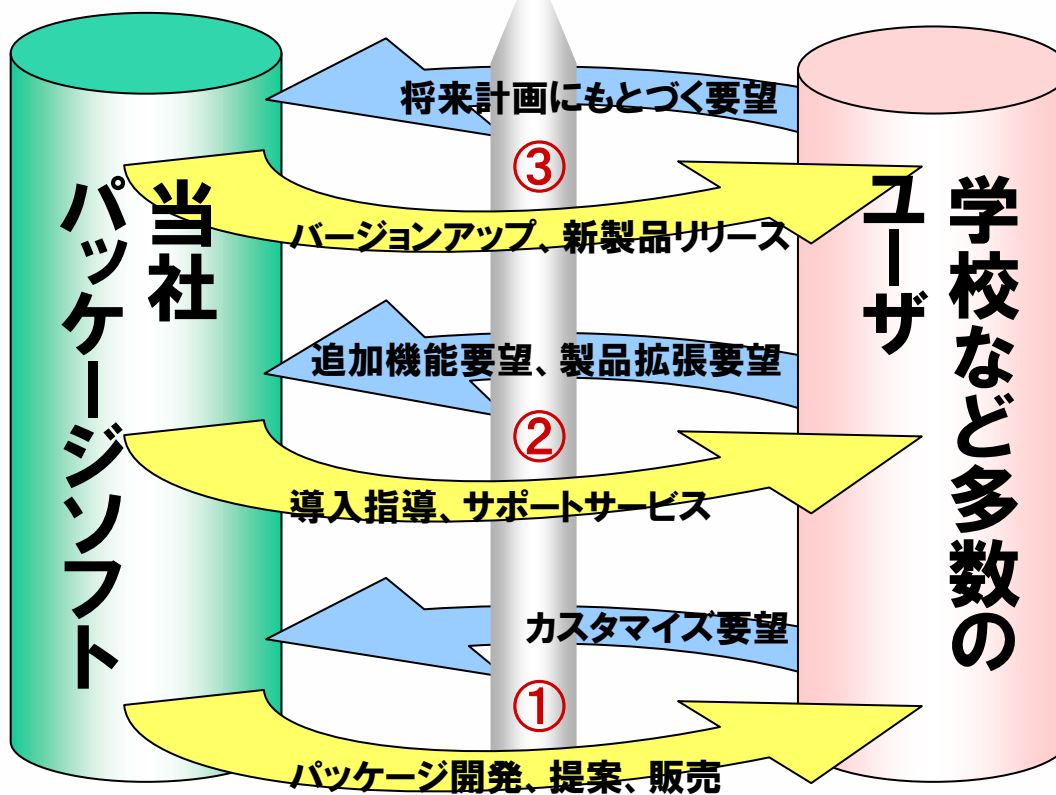 将来計画にもとづく要望
③
バージョンアップ、新製品リリース
当社
パッケージソフト
学校など多数の
ユーザ
追加機能要望、製品拡張要望
②
導入指導、サポートサービス
カスタマイズ要望
①
パッケージ開発、提案、販売